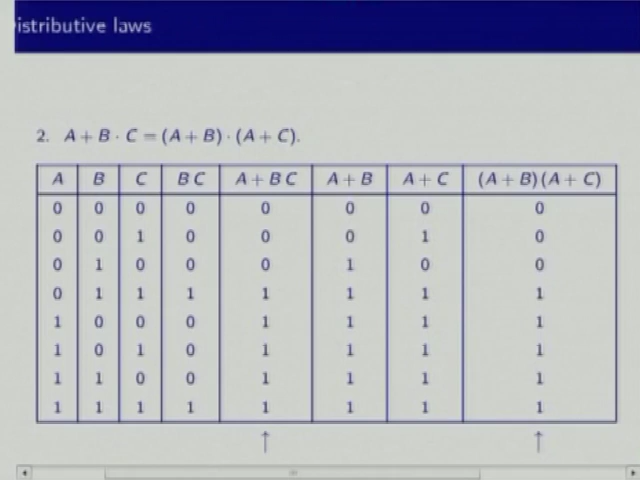 istributive laws
2. A + B · C = (A + B) · (A + C).
A B C B C A + B C A + B A + C (A + B)(A + C)
0 0 0 0 0 0 0 0
0 0 1 0 0 0 1 0
0 1 0 0 0 1 0 0
0 1 1 1 1 1 1 1
1 0 0 0 1 1 1 1
1 0 1 0 1 1 1 1
1 1 0 0 1 1 1 1
1 1 1 1 1 1 1 1
↑ ↑